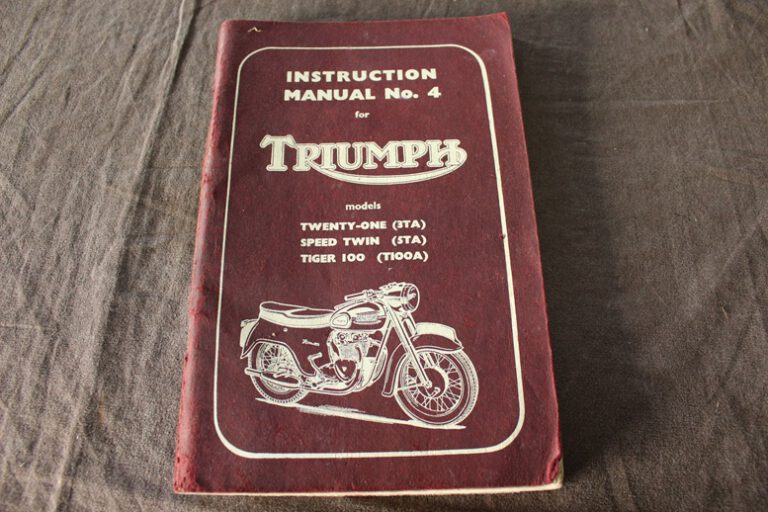 INSTRUCTION
MANUAL No. 4
for
TRIUMPH
models
TWENTY-ONE (3TA)
SPEED TWIN (5TA)
TIGER 100 (T100A)